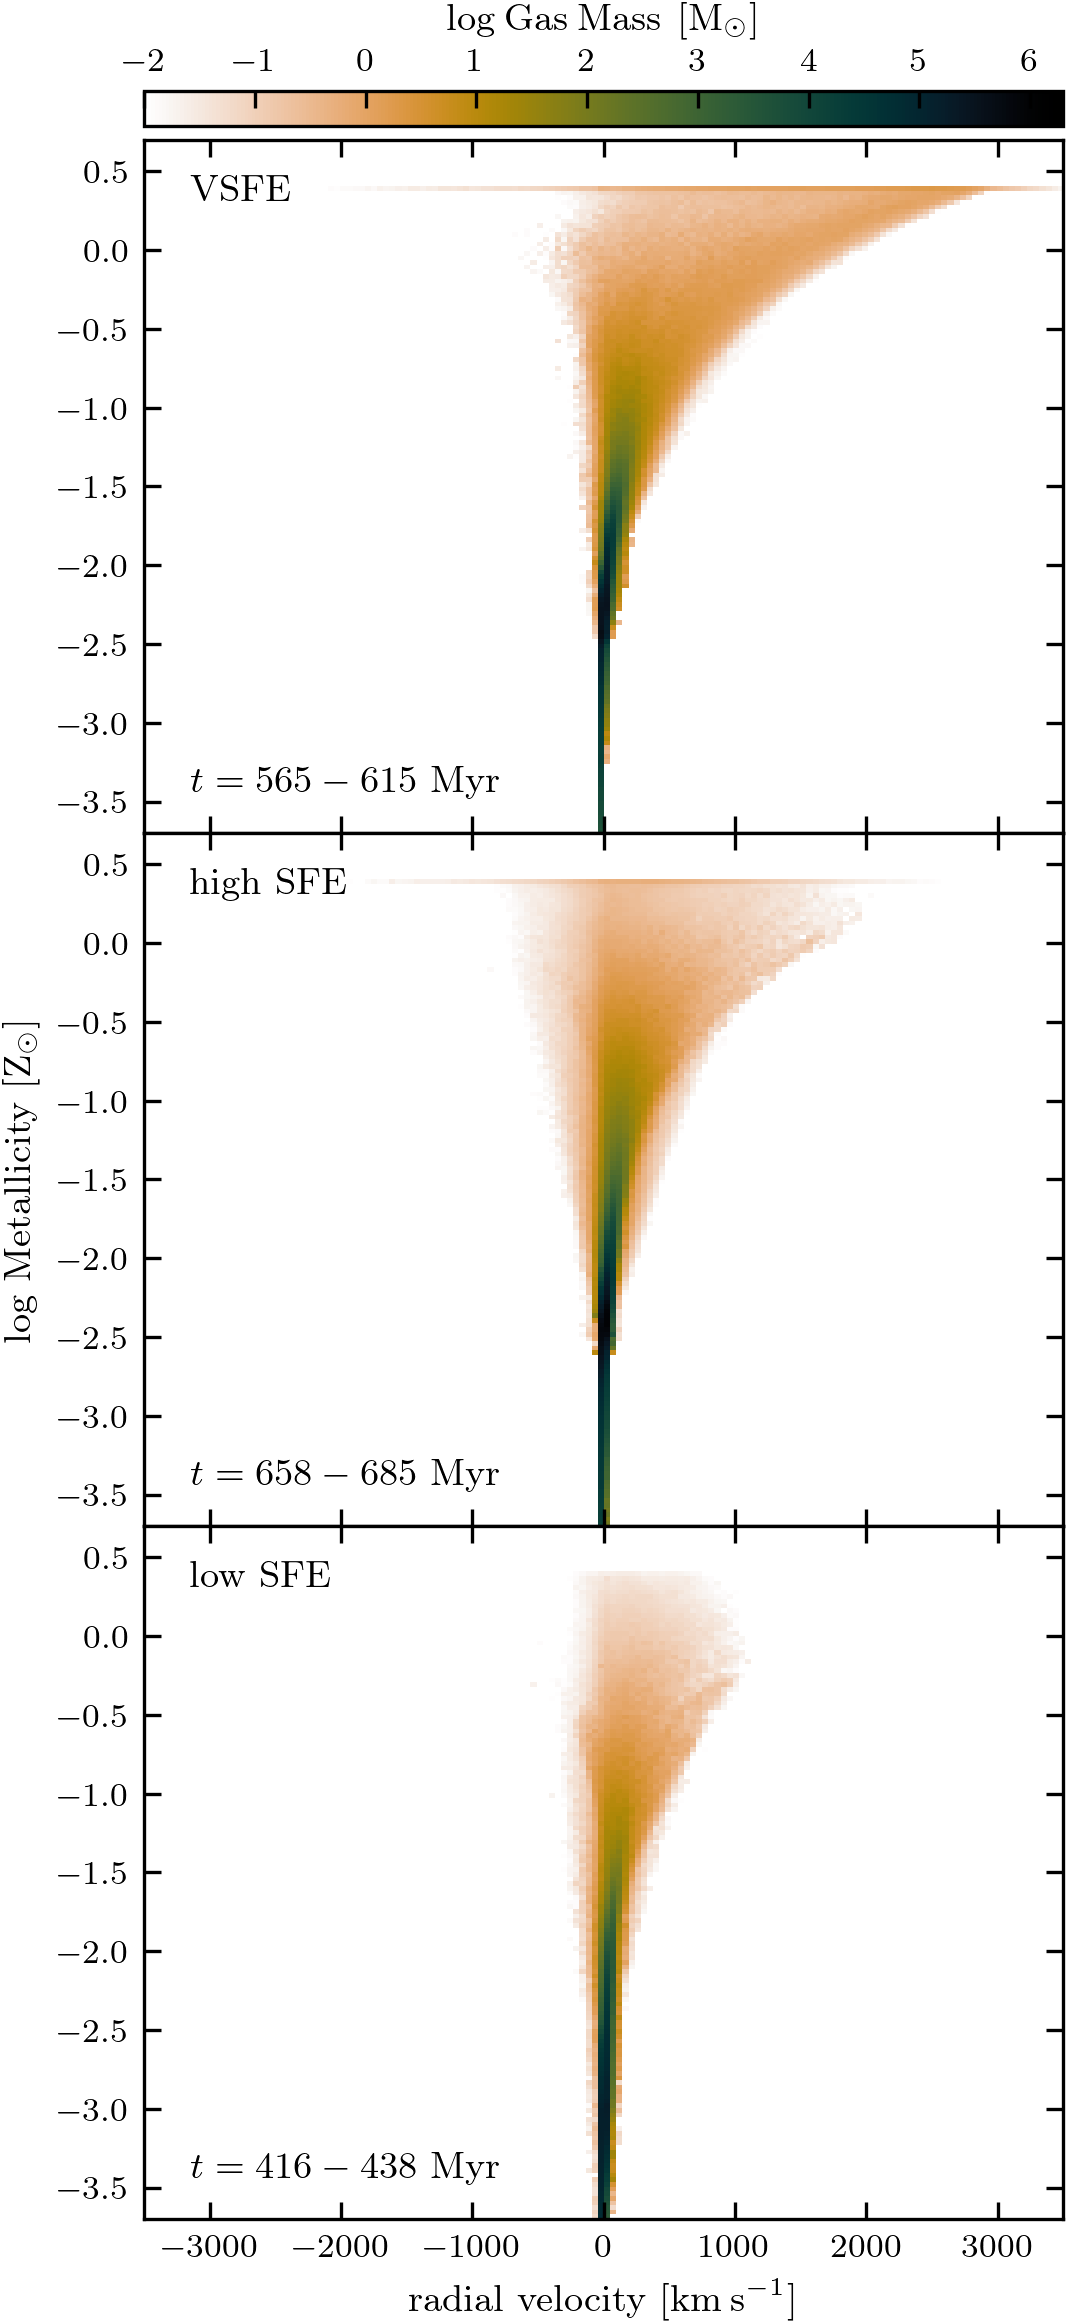 log Gas Mass [M⊙]
−2 −1 0 1 2 3 4 5 6
VSFE
0.5
0.0
−0.5
−1.0
−1.5
−2.0
−2.5
−3.0
−3.5
t = 565 − 615 Myr
high SFE
0.5
0.0
−0.5
−1.0
−1.5
−2.0
−2.5
−3.0
−3.5
t = 658 − 685 Myr
log Metallicity [Z⊙]
low SFE
0.5
0.0
−0.5
−1.0
−1.5
−2.0
−2.5
−3.0
−3.5
t = 416 − 438 Myr
−3000 −2000 −1000 0 1000 2000 3000
radial velocity [km s⁻¹]